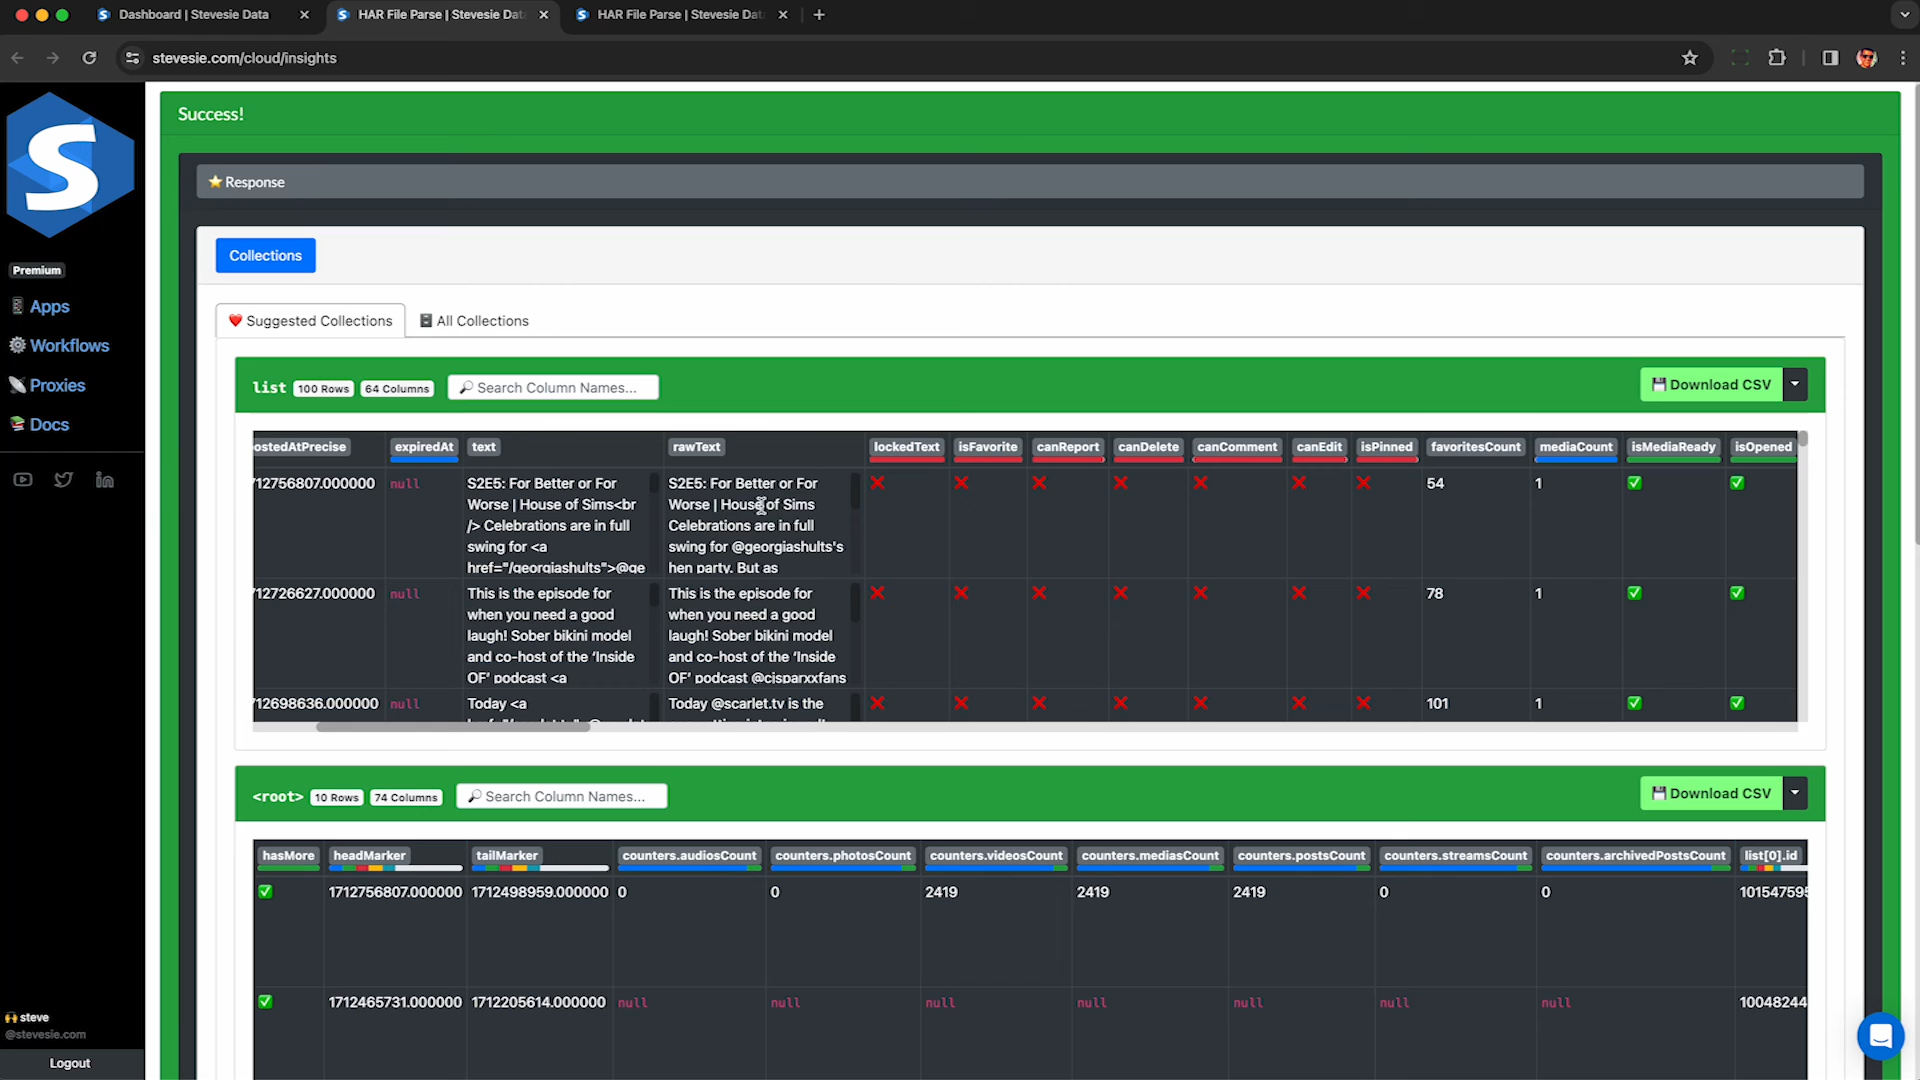 Dashboard | Stevesie Data
HAR File Parse | Stevesie Dat
HAR File Parse | Stevesie Dat
stevesie.com/cloud/insights
S
Premium
Apps
Workflows
Proxies
Docs
steve
@stevesie.com
Logout
Success!
Response
Collections
Suggested Collections
All Collections
list 100 Rows 64 Columns Search Column Names... Download CSV
ostedAtPrecise expiredAt text rawText lockedText isFavorite canReport canDelete canComment canEdit isPinned favoritesCount mediaCount isMediaReady isOpened
712756807.000000 null S2E5: For Better or For S2E5: For Better or For 54 1
Worse | House of Sims<br Worse | House of Sims
/> Celebrations are in full Celebrations are in full
swing for <a swing for @georgiashults's
href="/georgiashults">@ge hen party. But as
712726627.000000 null This is the episode for This is the episode for 78 1
when you need a good when you need a good
laugh! Sober bikini model laugh! Sober bikini model
and co-host of the ‘Inside and co-host of the ‘Inside
OF’ podcast <a OF’ podcast @cisparxxfans
712698636.000000 null Today <a Today @scarlet.tv is the 101 1
<root> 10 Rows 74 Columns Search Column Names... Download CSV
hasMore headMarker tailMarker counters.audiosCount counters.photosCount counters.videosCount counters.mediasCount counters.postsCount counters.streamsCount counters.archivedPostsCount list[0].id
1712756807.000000 1712498959.000000 0 0 2419 2419 2419 0 0 101547595
1712465731.000000 1712205614.000000 null null null null null null null 10048244